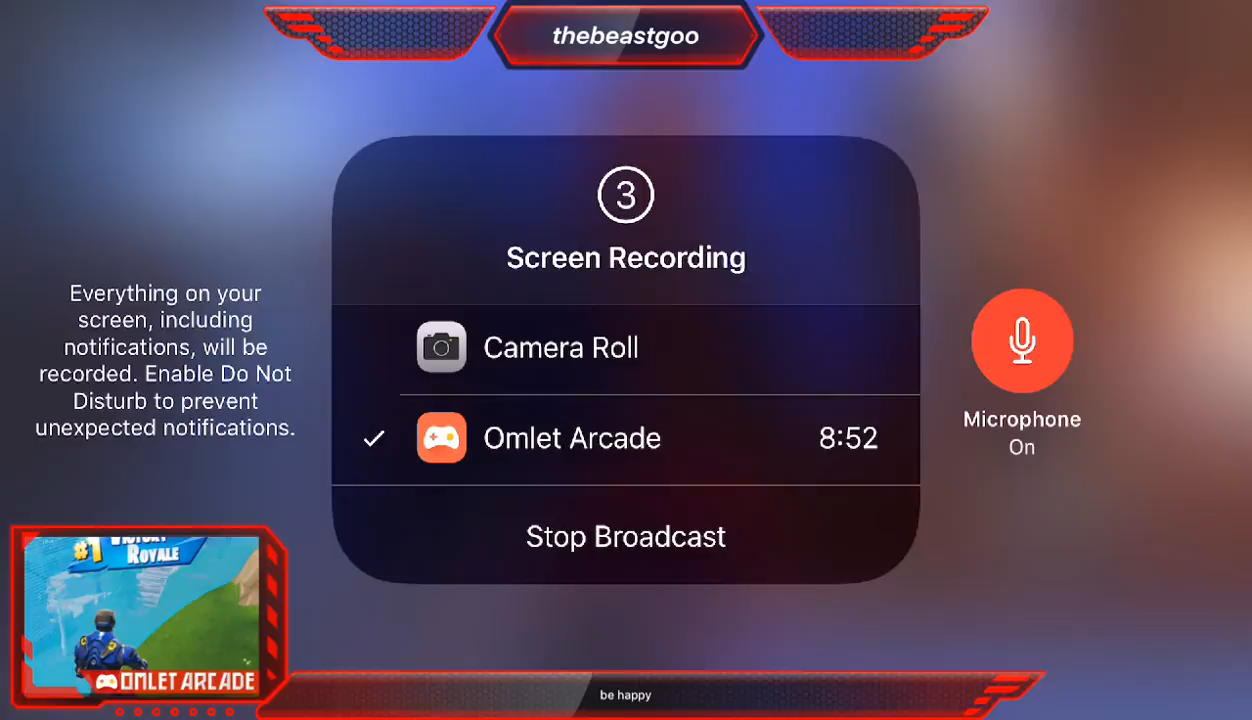 thebeastgoo
3
Screen Recording
Everything on your
screen, including
notifications, will be
recorded. Enable Do Not
Disturb to prevent
unexpected notifications.
Camera Roll
Omlet Arcade 8:52
Stop Broadcast
Microphone
On
#1 VICTORY
ROYALE
OMLET ARCADE
be happy